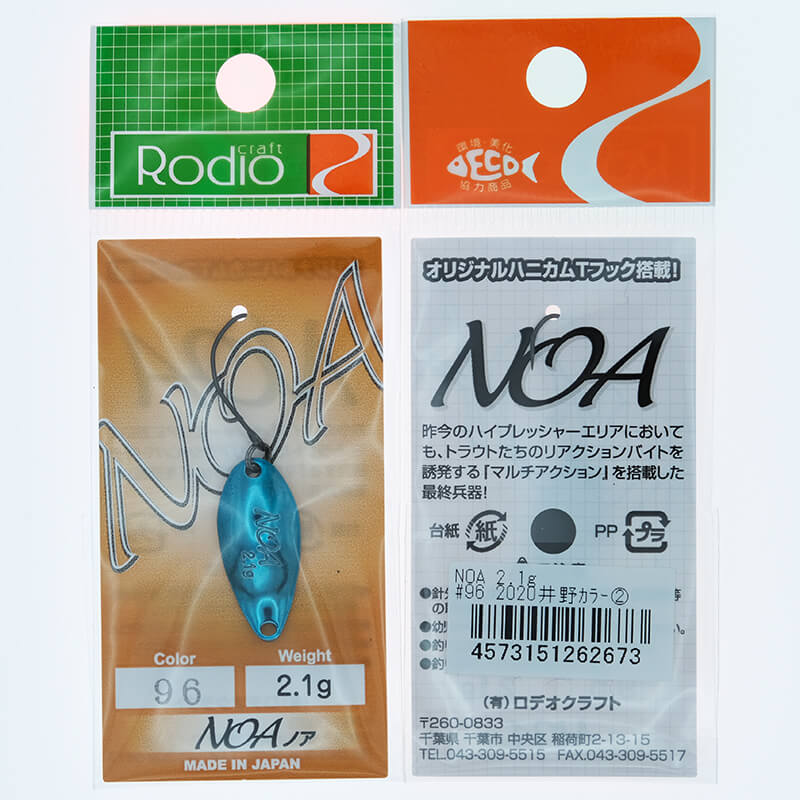 craft
Rodio
NOA
NOA
2.1g
Color
Weight
96
2.1g
NOA ノア
MADE IN JAPAN
環境・美化
ECO
協力商品
オリジナルハニカムTフック搭載!
NOA
昨今のハイプレッシャーエリアにおいて
も、トラウトたちのリアクションバイトを
誘発する『マルチアクション』を搭載した
最終兵器!
台紙 紙 PP プラ
NOA 2.1g
#96 2020井野カラー②
4573151262673
(有)ロデオクラフト
〒260-0833
千葉県 千葉市 中央区 稲荷町2-13-15
TEL.043-309-5515 FAX.043-309-5517